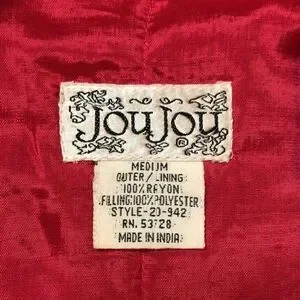 JouJou ®
MEDIUM
OUTER/LINING
100% RAYON
FILLING:100% POLYESTER
STYLE-20-942
RN. 53728
MADE IN INDIA